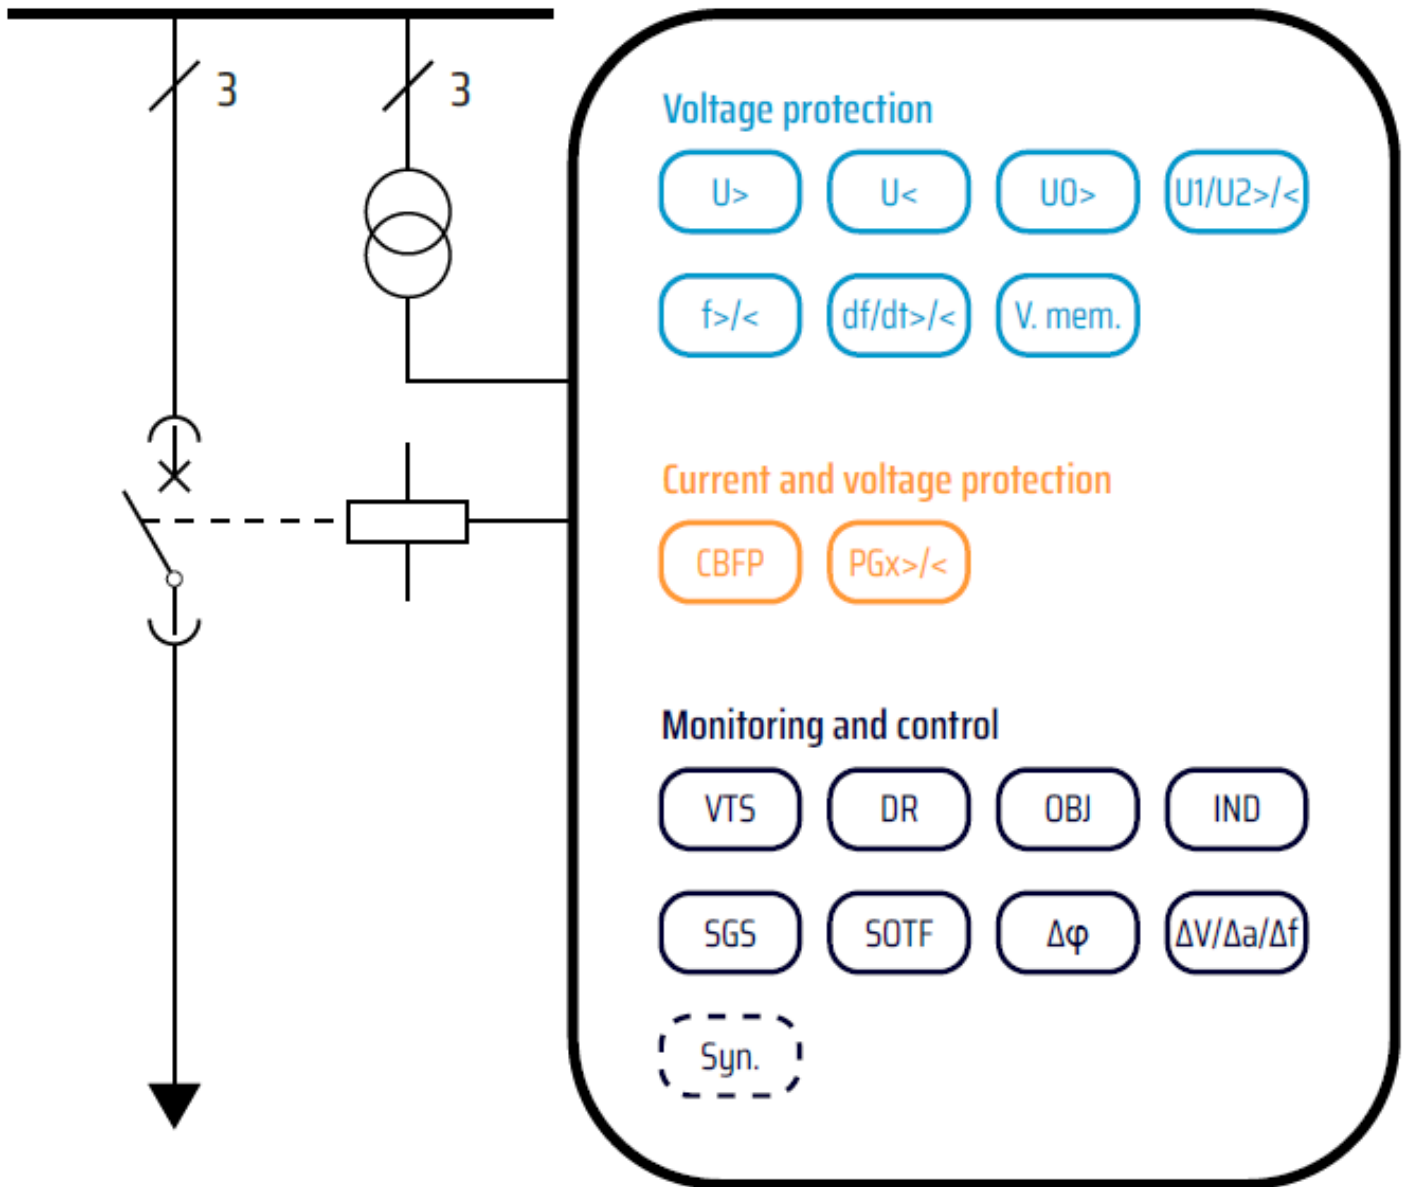 3 3
Voltage protection
U> U< U0> U1/U2>/<
f>/< df/dt>/< V. mem.
Current and voltage protection
CBFP PGx>/<
Monitoring and control
VTS DR OBJ IND
SGS SOTF Δφ ΔV/Δa/Δf
Syn.